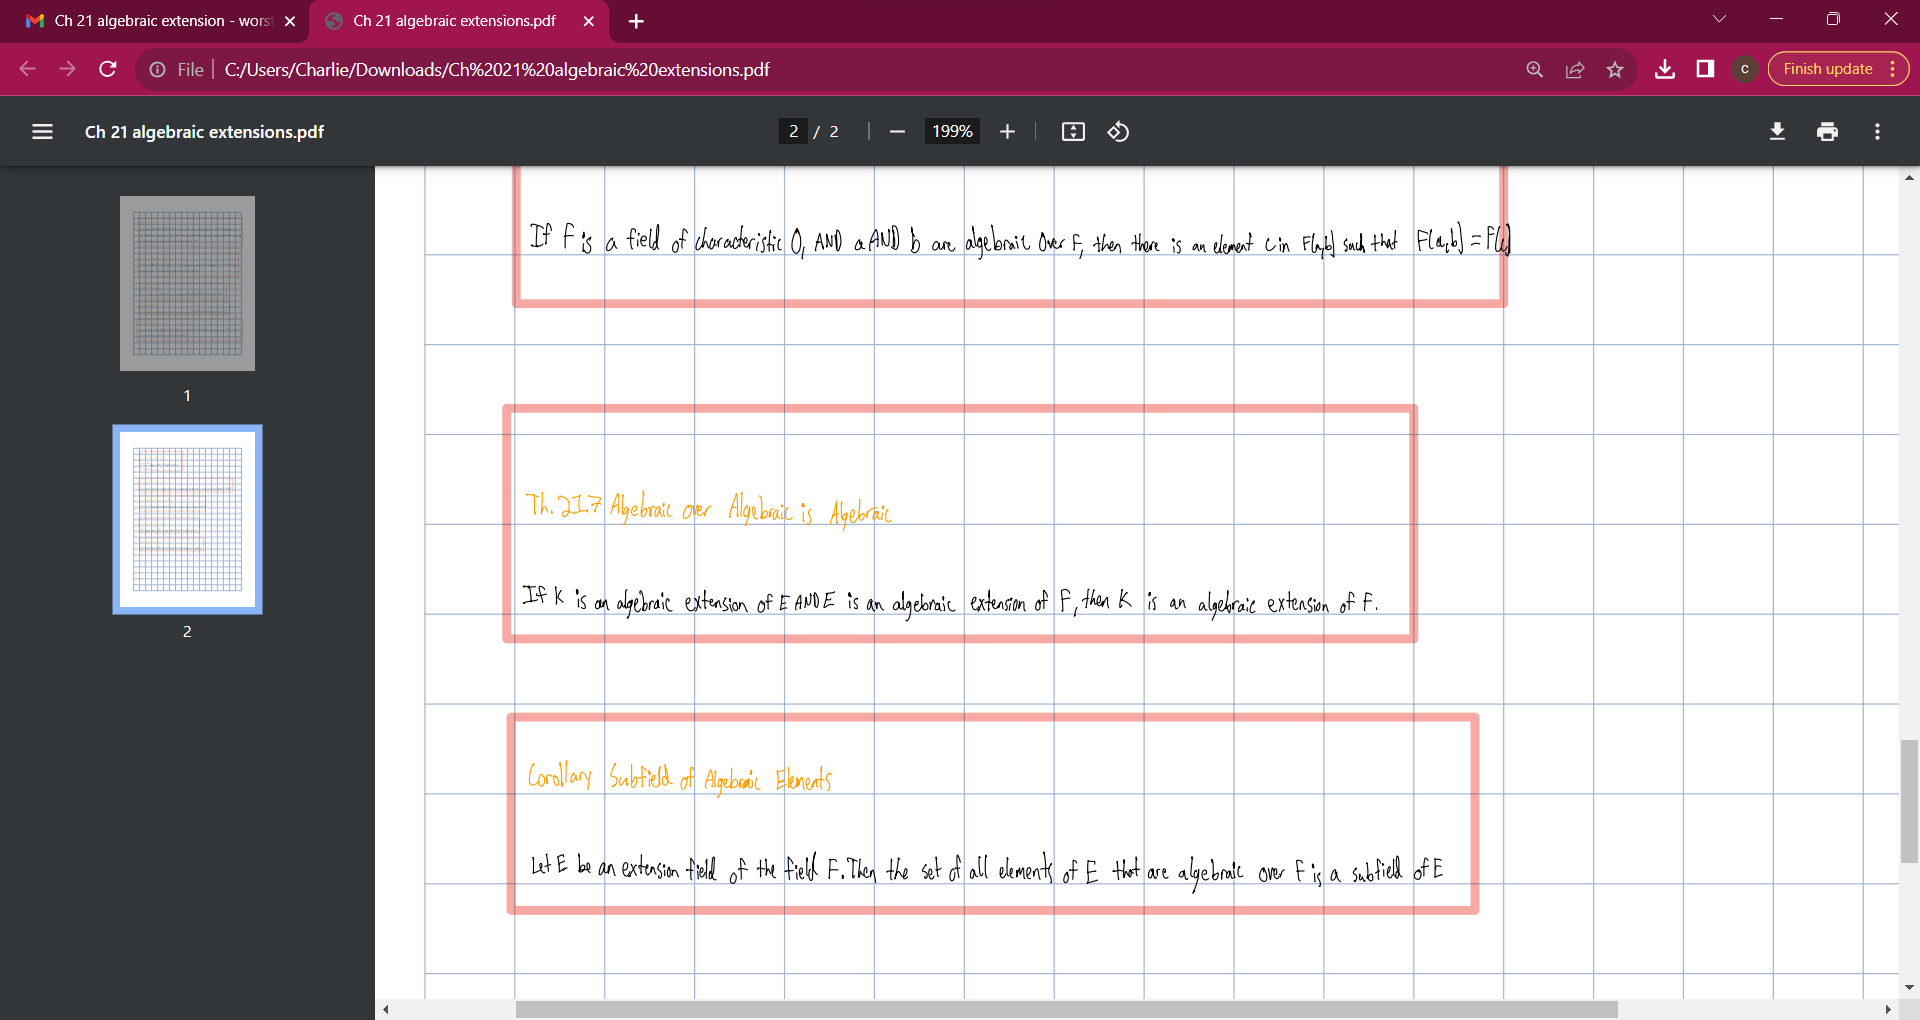 Ch 21 algebraic extension - wors
Ch 21 algebraic extensions.pdf
File
C:/Users/Charlie/Downloads/Ch%2021%20algebraic%20extensions.pdf
C
Finish update
Ch 21 algebraic extensions.pdf
2 / 2
199%
1
2
If F is a field of characteristic 0, AND a AND b are algebraic over F, then there is an element c in F(a,b) such that F(a,b) = F(c)
Th. 21.7 Algebraic over Algebraic is Algebraic
If K is an algebraic extension of E AND E is an algebraic extension of F, then K is an algebraic extension of F.
Corollary Subfield of Algebraic Elements
Let E be an extension field of the field F. Then the set of all elements of E that are algebraic over F is a subfield of E